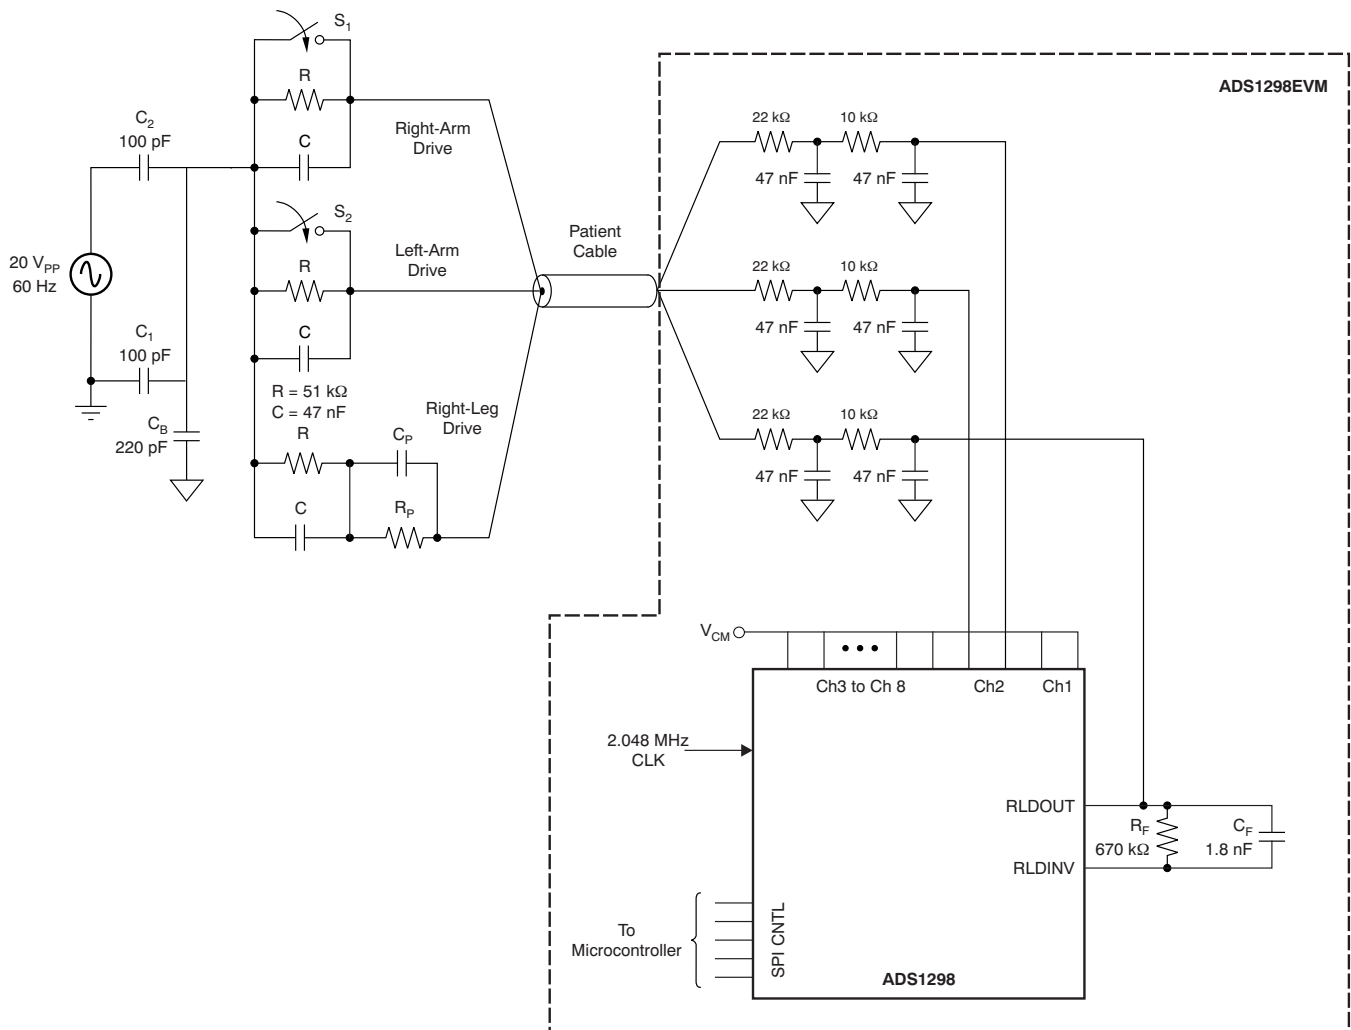 S1
R
C2
100 pF
C
Right-Arm
Drive
S2
20 VPP
60 Hz
R
Left-Arm
Drive
C1
100 pF
C
R = 51 kΩ
C = 47 nF
CB
220 pF
R
CP
Right-Leg
Drive
C
RP
Patient
Cable
ADS1298EVM
22 kΩ
10 kΩ
47 nF
47 nF
22 kΩ
10 kΩ
47 nF
47 nF
22 kΩ
10 kΩ
47 nF
47 nF
VCM
Ch3 to Ch 8
Ch2
Ch1
2.048 MHz
CLK
RLDOUT
RF
670 kΩ
CF
1.8 nF
RLDINV
To
Microcontroller
SPI CNTL
ADS1298